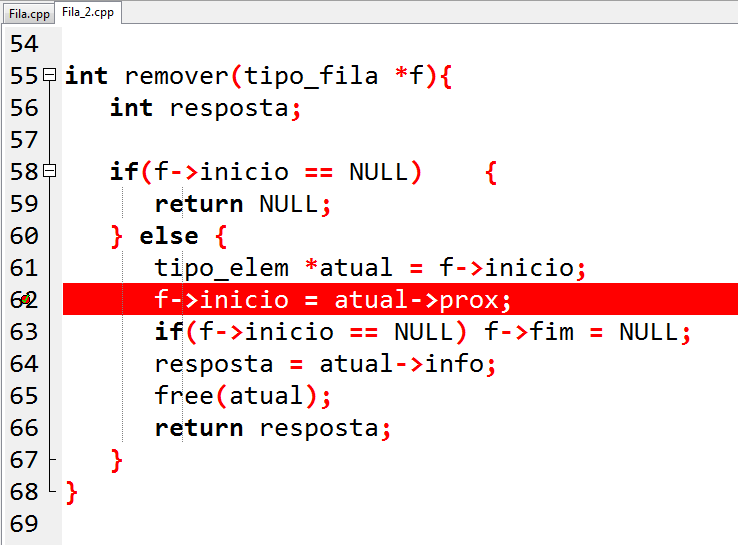 Fila.cpp Fila_2.cpp
54
55 int remover(tipo_fila *f){
56 int resposta;
57
58 if(f->inicio == NULL) {
59 return NULL;
60 } else {
61 tipo_elem *atual = f->inicio;
62 f->inicio = atual->prox;
63 if(f->inicio == NULL) f->fim = NULL;
64 resposta = atual->info;
65 free(atual);
66 return resposta;
67 }
68 }
69